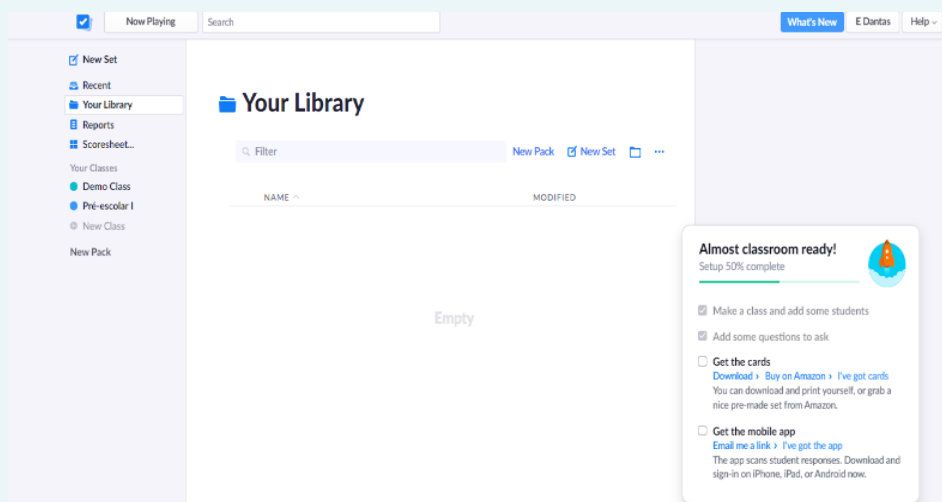 Now Playing
Search
What's New
E Dantas
Help
New Set
Recent
Your Library
Reports
Scoresheet...
Your Classes
Demo Class
Pré-escolar I
New Class
New Pack
Your Library
Filter
New Pack
New Set
...
NAME
MODIFIED
Empty
Almost classroom ready!
Setup 50% complete
Make a class and add some students
Add some questions to ask
Get the cards
Download › Buy on Amazon › I've got cards
You can download and print yourself, or grab a
nice pre-made set from Amazon.
Get the mobile app
Email me a link › I've got the app
The app scans student responses. Download and
sign-in on iPhone, iPad, or Android now.